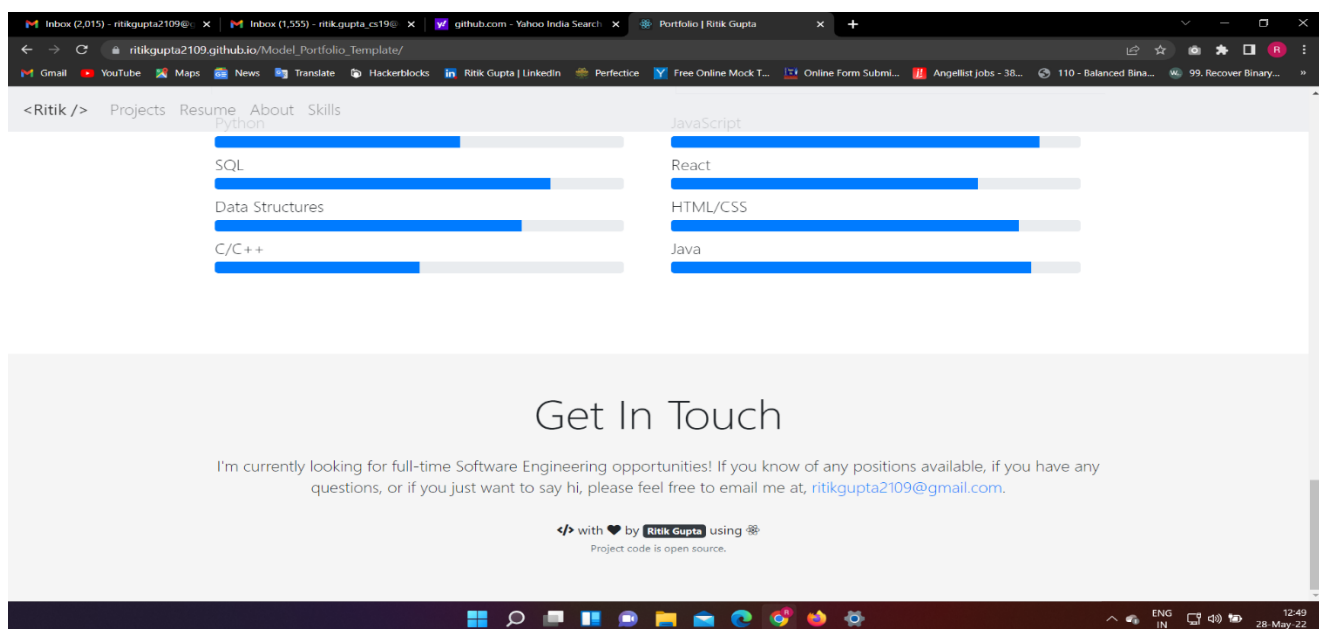 Inbox (2,015) - ritikgupta2109@g
Inbox (1,555) - ritik.gupta_cs19@
github.com - Yahoo India Search
Portfolio | Ritik Gupta
ritikgupta2109.github.io/Model_Portfolio_Template/
R
Gmail YouTube Maps News Translate Hackerblocks Ritik Gupta | LinkedIn Perfectice Free Online Mock T... Online Form Submi... Angellist jobs - 38... 110 - Balanced Bina... 99. Recover Binary... »
<Ritik /> Projects Resume About Skills
Python JavaScript
SQL React
Data Structures HTML/CSS
C/C++ Java
Get In Touch
I'm currently looking for full-time Software Engineering opportunities! If you know of any positions available, if you have any
questions, or if you just want to say hi, please feel free to email me at, ritikgupta2109@gmail.com.
</> with ♥ by Ritik Gupta using
Project code is open source.
ENG
IN
12:49
28-May-22